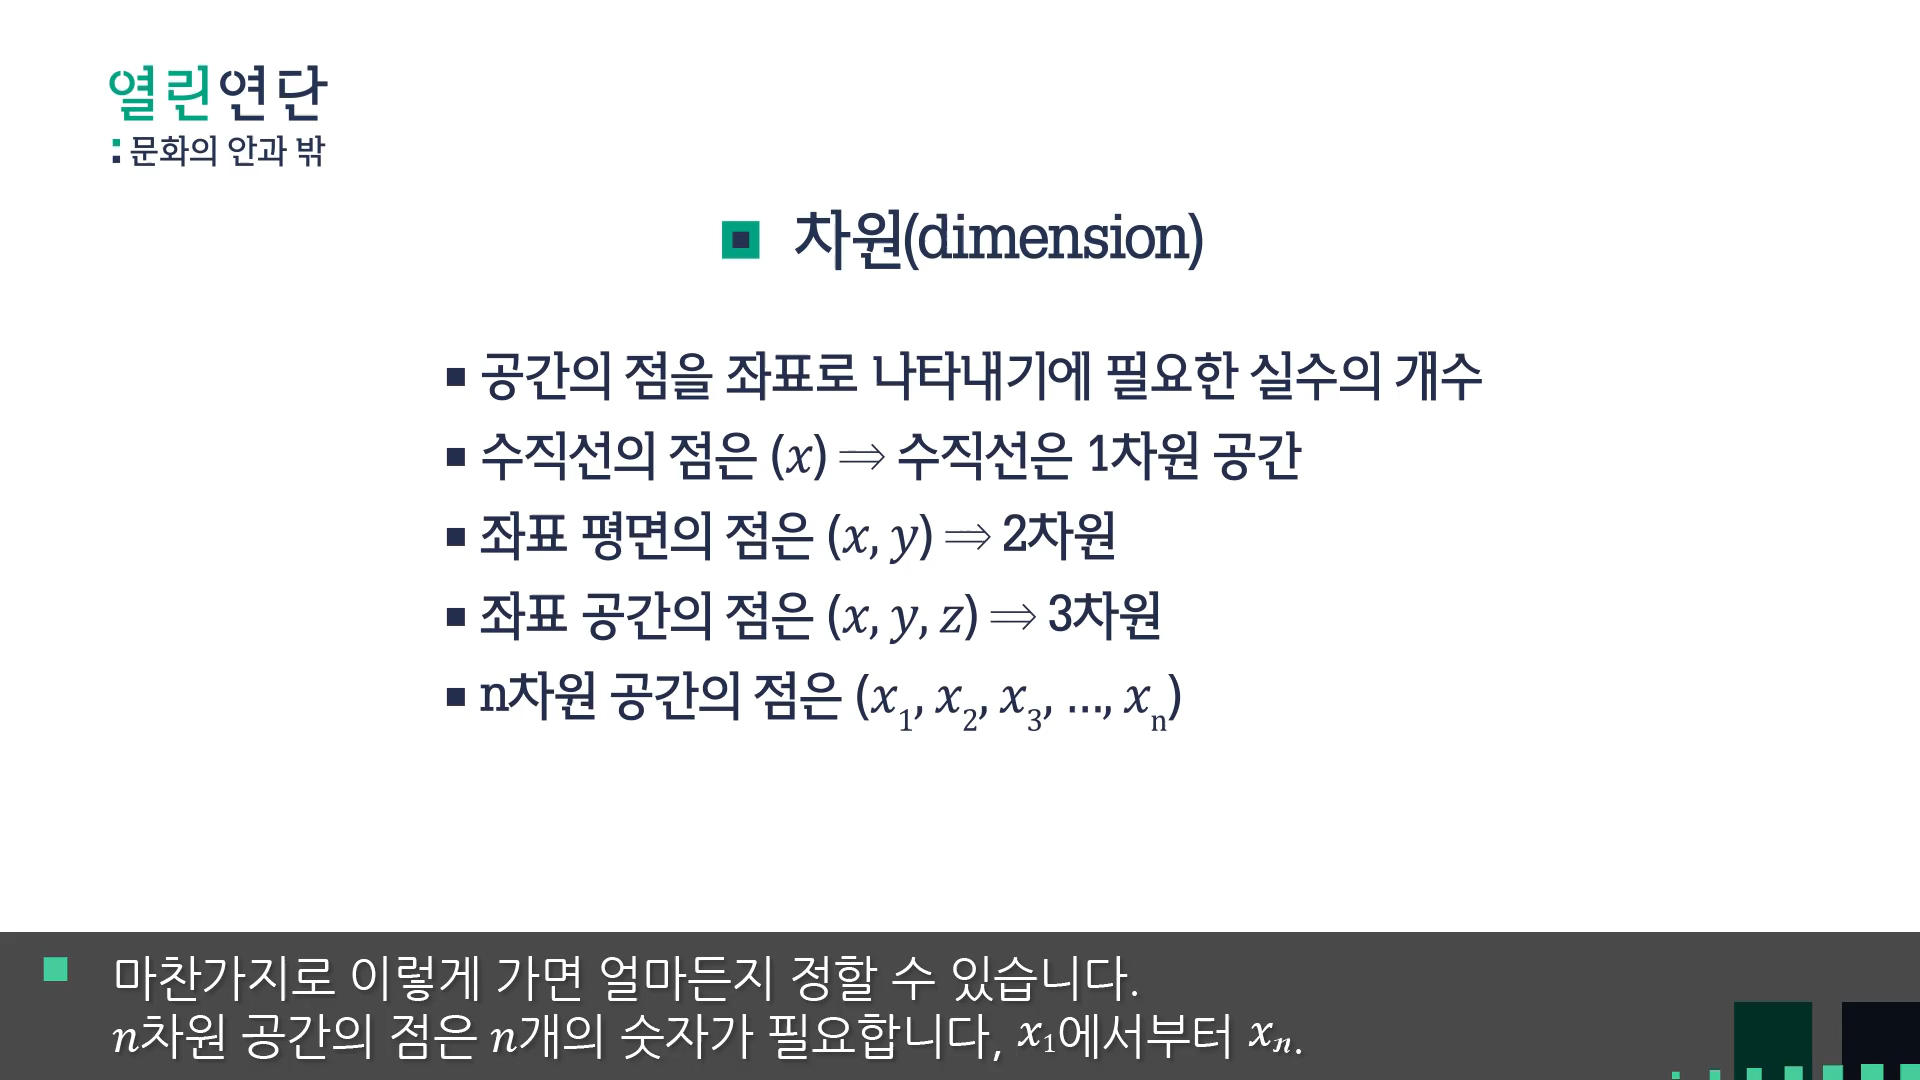 열린연단
: 문화의 안과 밖
차원(dimension)
▪ 공간의 점을 좌표로 나타내기에 필요한 실수의 개수
▪ 수직선의 점은 (x) ⟹ 수직선은 1차원 공간
▪ 좌표 평면의 점은 (x, y) ⟹ 2차원
▪ 좌표 공간의 점은 (x, y, z) ⟹ 3차원
▪ n차원 공간의 점은 (x₁, x₂, x₃, ..., xₙ)
마찬가지로 이렇게 가면 얼마든지 정할 수 있습니다.
n차원 공간의 점은 n개의 숫자가 필요합니다, x₁에서부터 xₙ.